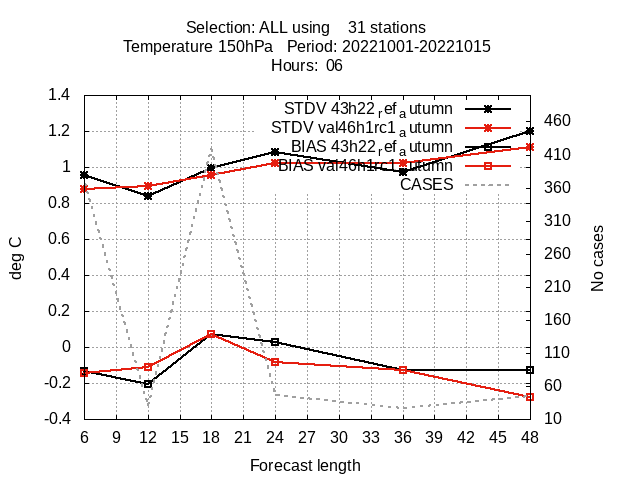 Selection: ALL using 31 stations
Temperature 150hPa Period: 20221001-20221015
Hours: 06
1.4
1.2
1
0.8
0.6
0.4
0.2
0
-0.2
-0.4
deg C
STDV 43h22_ref_autumn
STDV val46h1rc1_autumn
BIAS 43h22_ref_autumn
BIAS val46h1rc1_autumn
CASES
460
410
360
310
260
210
160
110
60
10
No cases
6 9 12 15 18 21 24 27 30 33 36 39 42 45 48
Forecast length